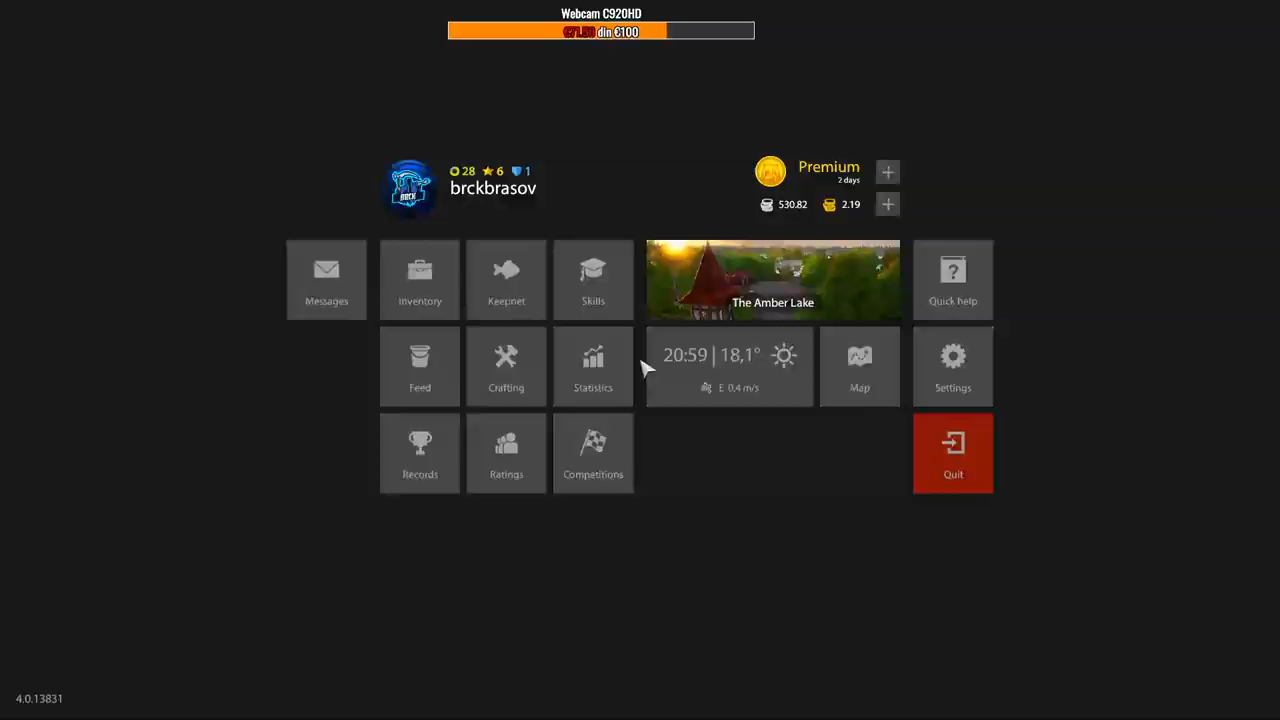 Webcam C920HD
€71.50 din €100
28 6 1
brckbrasov
Premium
2 days
530.82 2.19
Messages
Inventory
Keepnet
Skills
The Amber Lake
Quick help
Feed
Crafting
Statistics
20:59 | 18,1°
E 0.4 m/s
Map
Settings
Records
Ratings
Competitions
Quit
4.0.13831